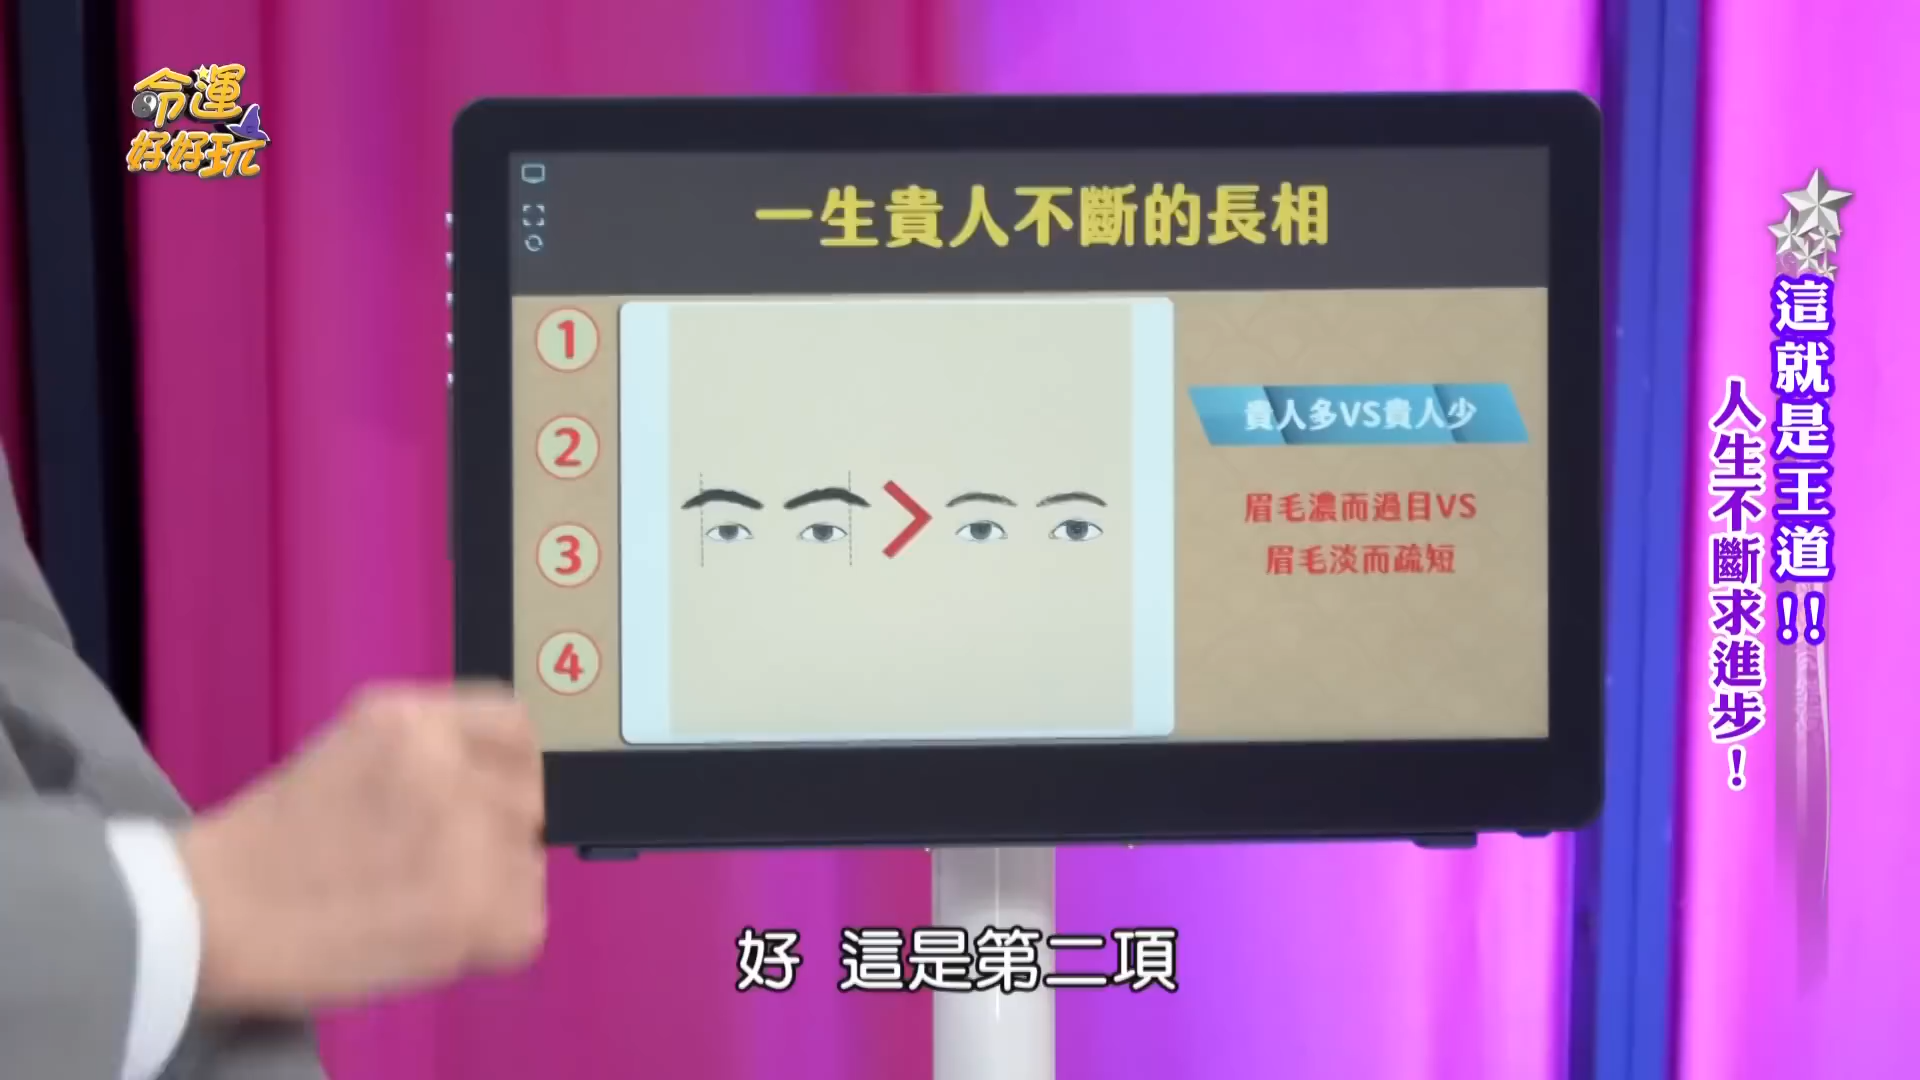 命運
好好玩
一生貴人不斷的長相
1
2
3
4
貴人多VS貴人少
眉毛濃而過目VS
眉毛淡而疏短
這就是王道!!
人生不斷求進步!
好 這是第二項